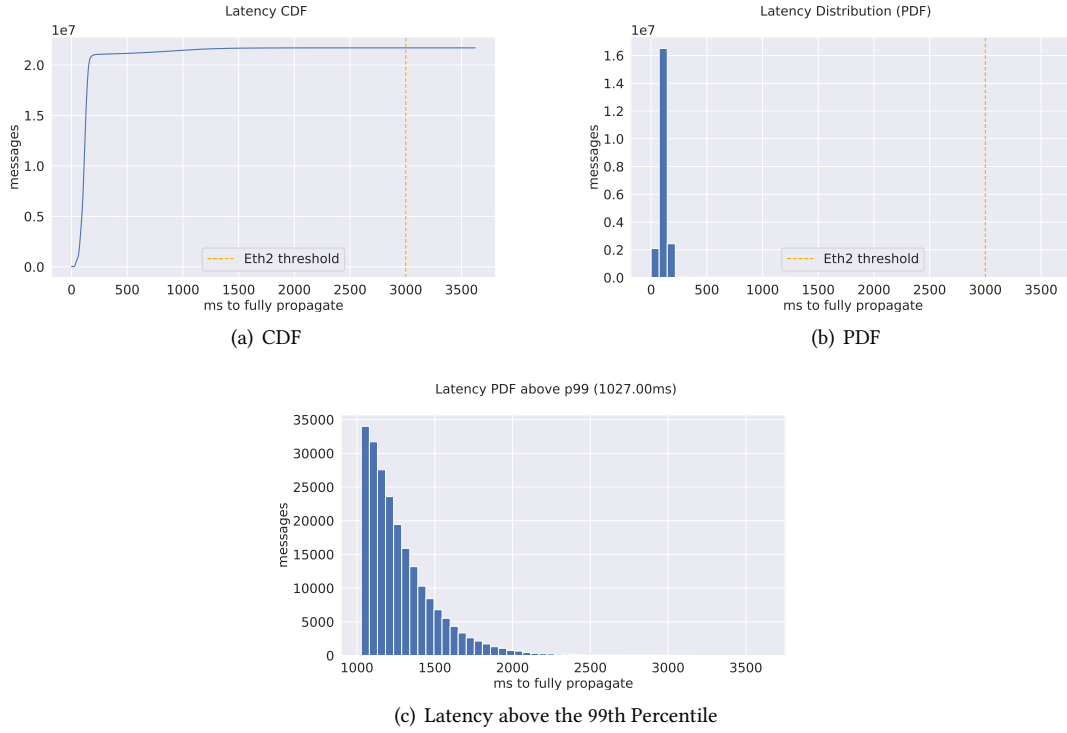 Latency CDF
1e7
2.0
1.5
1.0
0.5
0.0
messages
Eth2 threshold
0 500 1000 1500 2000 2500 3000 3500
ms to fully propagate
(a) CDF
Latency Distribution (PDF)
1e7
1.6
1.4
1.2
1.0
0.8
0.6
0.4
0.2
0.0
messages
Eth2 threshold
0 500 1000 1500 2000 2500 3000 3500
ms to fully propagate
(b) PDF
Latency PDF above p99 (1027.00ms)
35000
30000
25000
20000
15000
10000
5000
0
messages
1000 1500 2000 2500 3000 3500
ms to fully propagate
(c) Latency above the 99th Percentile